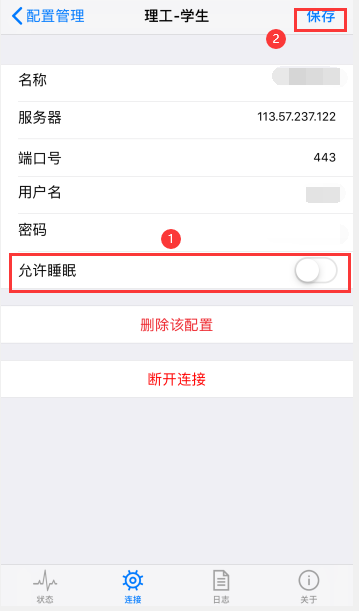 配置管理 理工-学生 保存
2
名称
服务器 113.57.237.122
端口号 443
用户名
密码
1
允许睡眠
删除该配置
断开连接
状态 连接 日志 关于